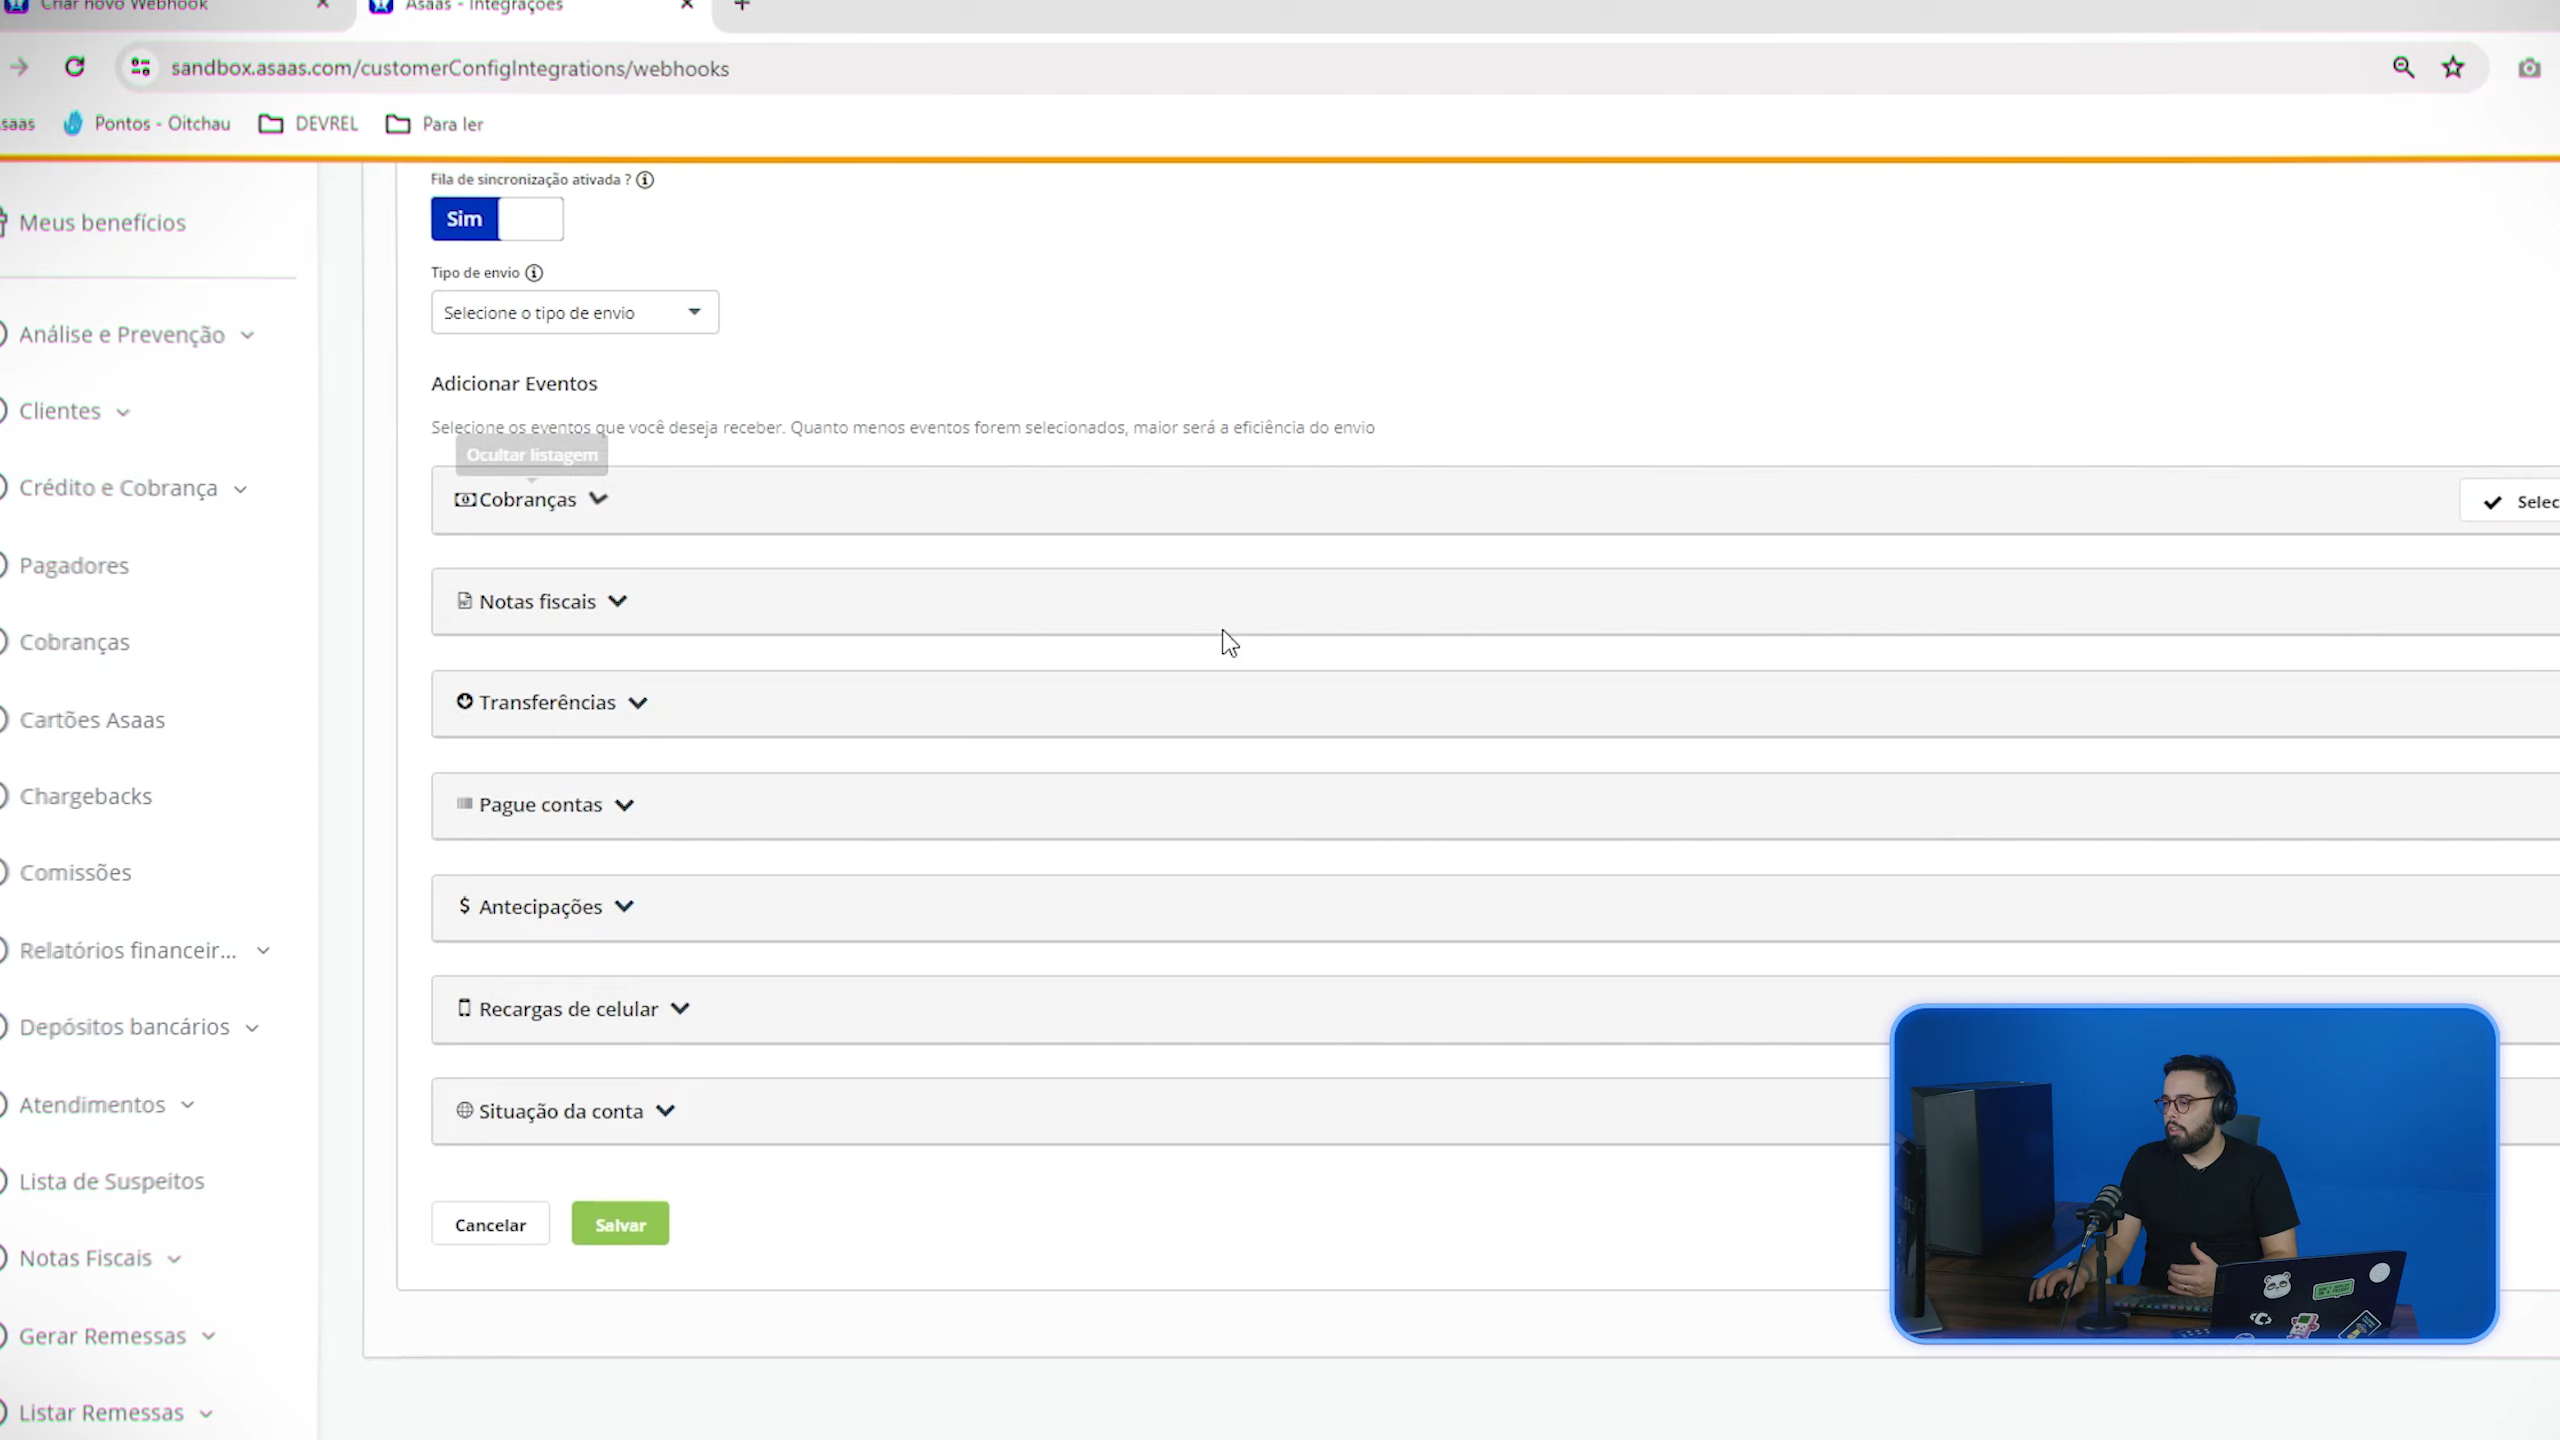 Criar novo Webhook
Asaas - Integrações
sandbox.asaas.com/customerConfigIntegrations/webhooks
Pontos - Oitchau
DEVREL
Para ler
Meus benefícios
Análise e Prevenção
Clientes
Crédito e Cobrança
Pagadores
Cobranças
Cartões Asaas
Chargebacks
Comissões
Relatórios financeir...
Depósitos bancários
Atendimentos
Lista de Suspeitos
Notas Fiscais
Gerar Remessas
Listar Remessas
Fila de sincronização ativada ?
Sim
Tipo de envio
Selecione o tipo de envio
Adicionar Eventos
Selecione os eventos que você deseja receber. Quanto menos eventos forem selecionados, maior será a eficiência do envio
Ocultar listagem
Cobranças
Notas fiscais
Transferências
Pague contas
Antecipações
Recargas de celular
Situação da conta
Cancelar
Salvar